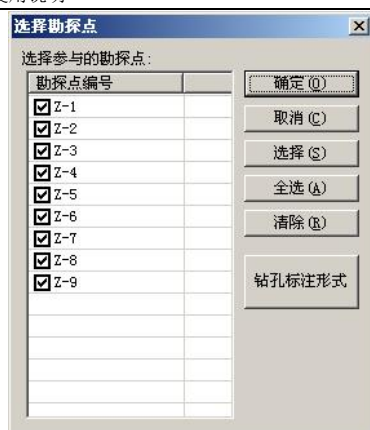 选择勘探点
选择参与的勘探点:
勘探点编号
Z-1
Z-2
Z-3
Z-4
Z-5
Z-6
Z-7
Z-8
Z-9
确定(O)
取消(C)
选择(S)
全选(A)
清除(R)
钻孔标注形式